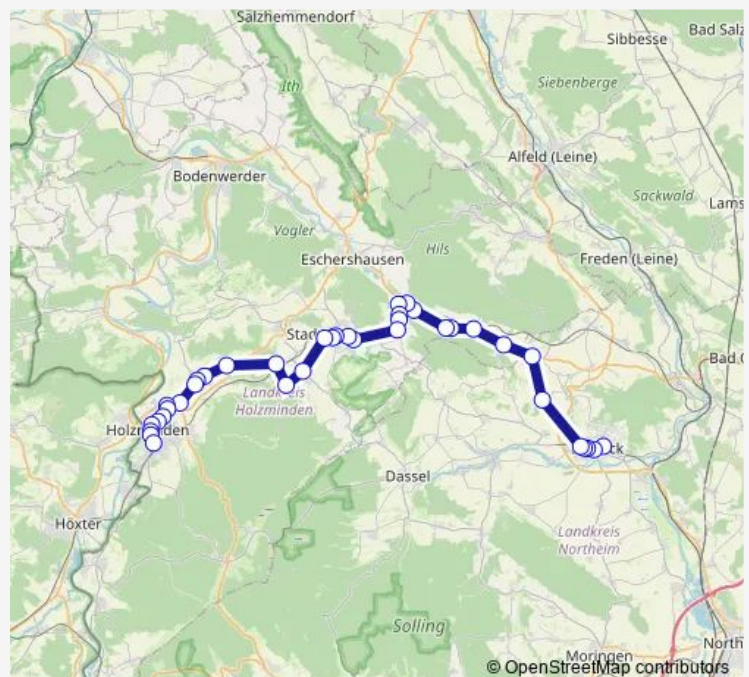 Salzhemmendorf
Bad Salz
Sibbesse
Ith
Siebenberge
Alfeld (Leine)
Bodenwerder
Sackwald
Lams
Vogler
Hils
Eschershausen
Freden (Leine)
Stad
Bad G
Landkreis
Holzminden
Holzminden
ck
Dassel
Höxter
Landkreis
Northeim
Solling
Moringen
North
© OpenStreetMap contributors